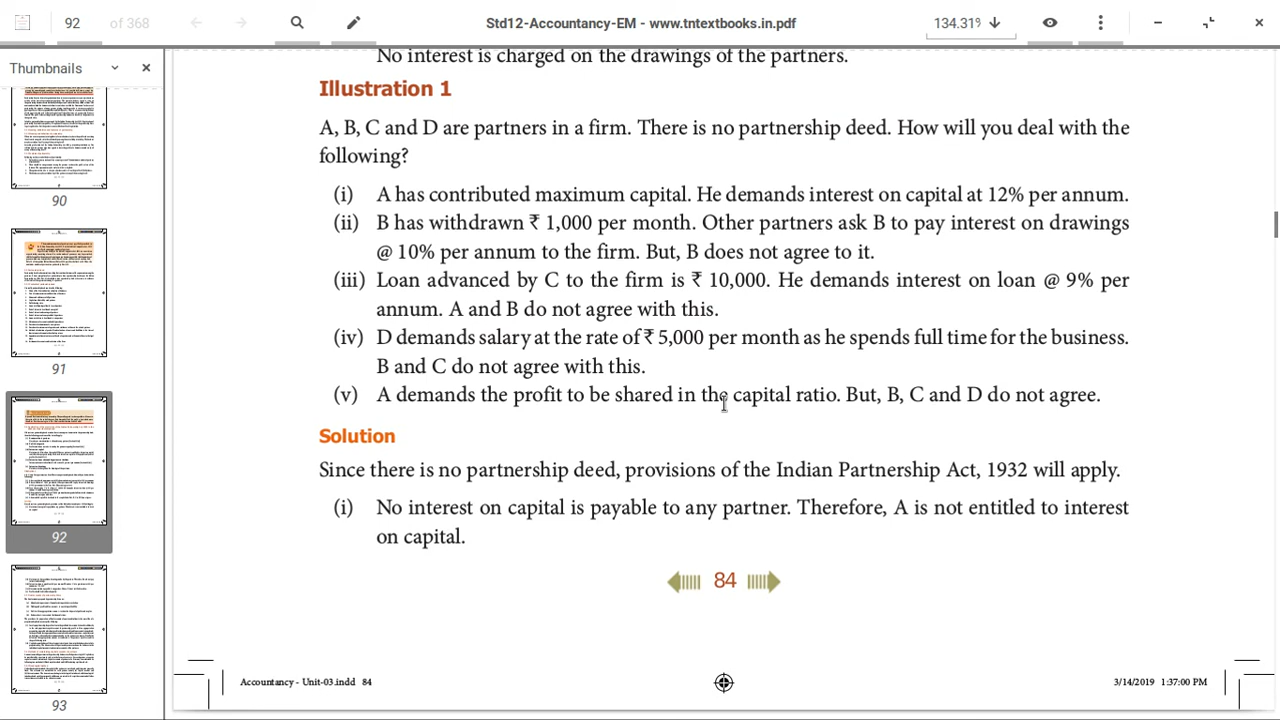 92 of 368
Std12-Accountancy-EM - www.tntextbooks.in.pdf
134.31%
Thumbnails
90
91
92
93
No interest is charged on the drawings of the partners.
Illustration 1
A, B, C and D are partners in a firm. There is no partnership deed. How will you deal with the
following?
(i) A has contributed maximum capital. He demands interest on capital at 12% per annum.
(ii) B has withdrawn ₹ 1,000 per month. Other partners ask B to pay interest on drawings
@ 10% per annum to the firm. But, B does not agree to it.
(iii) Loan advanced by C to the firm is ₹ 10,000. He demands interest on loan @ 9% per
annum. A and B do not agree with this.
(iv) D demands salary at the rate of ₹ 5,000 per month as he spends full time for the business.
B and C do not agree with this.
(v) A demands the profit to be shared in the capital ratio. But, B, C and D do not agree.
Solution
Since there is no partnership deed, provisions of the Indian Partnership Act, 1932 will apply.
(i) No interest on capital is payable to any partner. Therefore, A is not entitled to interest
on capital.
84
Accountancy - Unit-03.indd 84
3/14/2019 1:37:00 PM